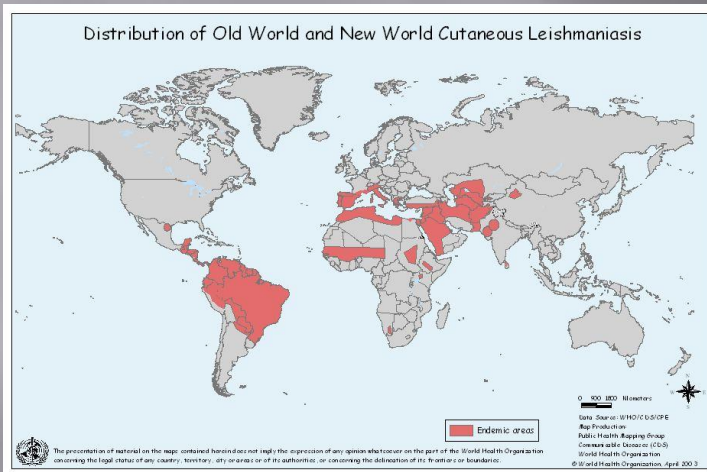 Distribution of Old World and New World Cutaneous Leishmaniasis
0 900 1800 Kilometers
Endemic areas
Data Source: WHO/CDS/CPE
Map Production:
Public Health Mapping Group
Communicable Diseases (CDS)
World Health Organization
© World Health Organization, April 2003
The presentation of material on the maps contained herein does not imply the expression of any opinion whatsoever on the part of the World Health Organization
concerning the legal status of any country, territory, city or areas or of its authorities, or concerning the delineation of its frontiers or boundaries.